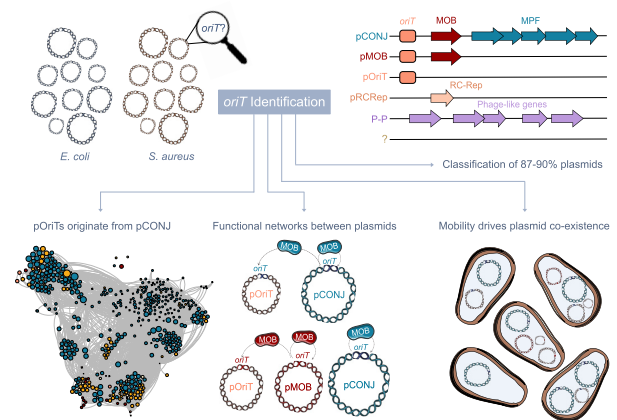 oriT?
E. coli
S. aureus
oriT Identification
oriT
MOB
MPF
pCONJ
pMOB
pOriT
RC-Rep
pRCRep
Phage-like genes
P-P
?
Classification of 87-90% plasmids
pOriTs originate from pCONJ
Functional networks between plasmids
Mobility drives plasmid co-existence
MOB
MOB
oriT
oriT
pOriT
pCONJ
MOB
MOB
MOB
oriT
oriT
oriT
pOriT
pMOB
pCONJ